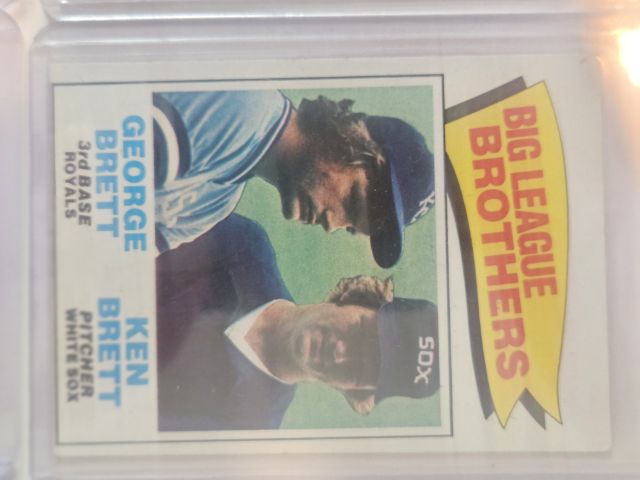 BIG LEAGUE
BROTHERS
SOX
GEORGE
BRETT
3rd BASE
ROYALS
KEN
BRETT
PITCHER
WHITE SOX